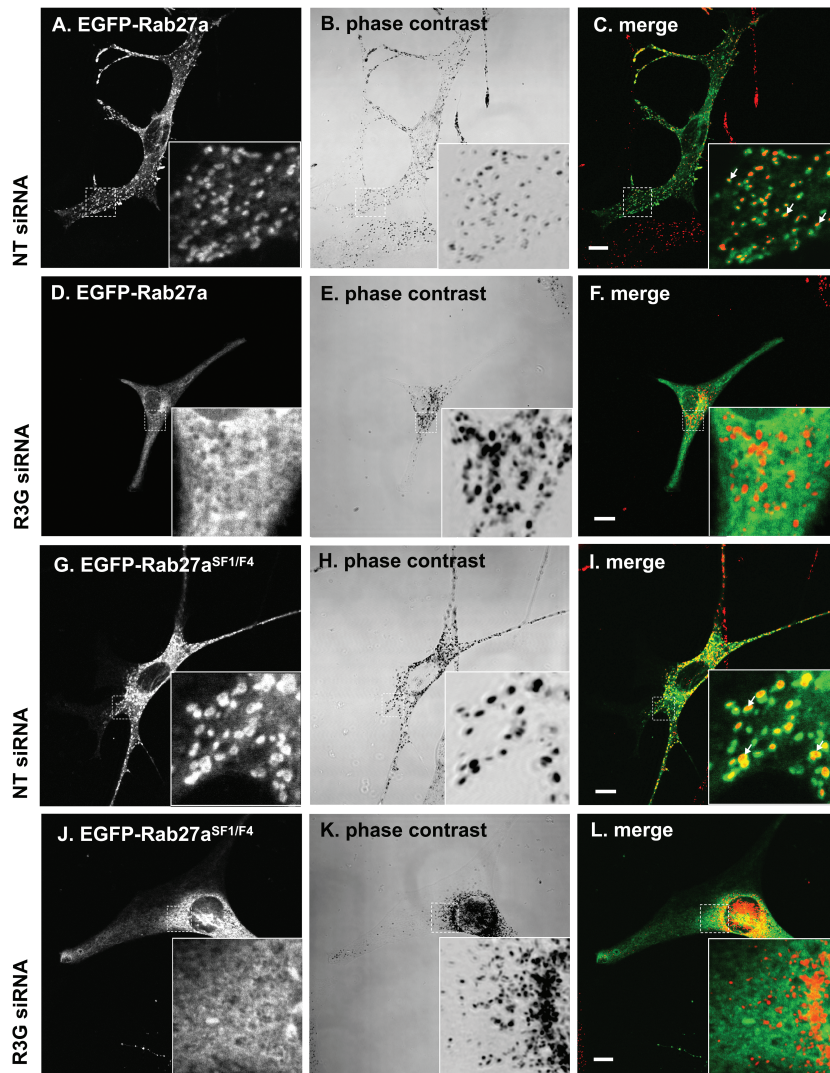 A. EGFP-Rab27a
B. phase contrast
C. merge
NT siRNA
D. EGFP-Rab27a
E. phase contrast
F. merge
R3G siRNA
G. EGFP-Rab27aSF1/F4
H. phase contrast
I. merge
NT siRNA
J. EGFP-Rab27aSF1/F4
K. phase contrast
L. merge
R3G siRNA